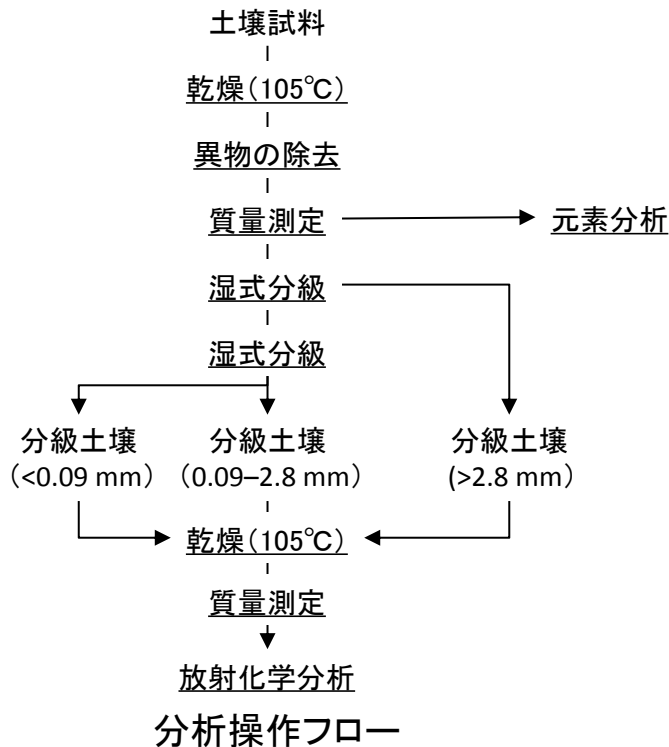 土壌試料
乾燥（105℃）
異物の除去
質量測定
元素分析
湿式分級
湿式分級
分級土壌
（<0.09 mm）
分級土壌
（0.09–2.8 mm）
分級土壌
(>2.8 mm）
乾燥（105℃）
質量測定
放射化学分析
分析操作フロー